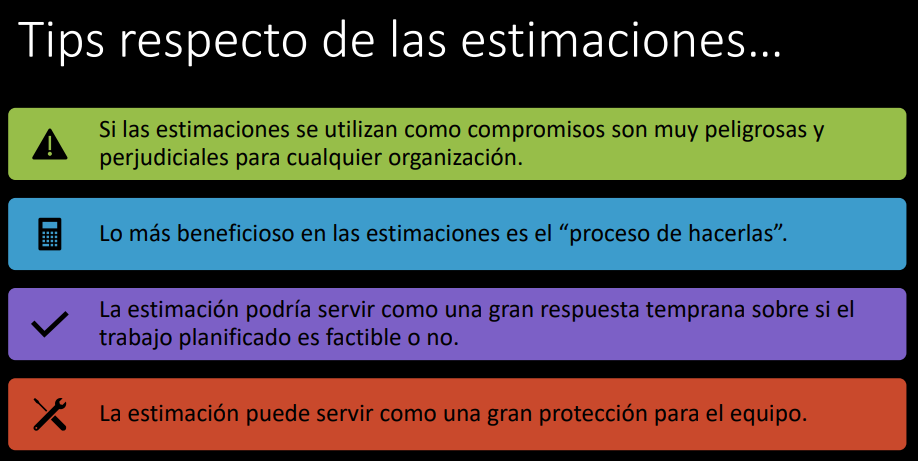 Tips respecto de las estimaciones...
Si las estimaciones se utilizan como compromisos son muy peligrosas y
perjudiciales para cualquier organización.
Lo más beneficioso en las estimaciones es el “proceso de hacerlas”.
La estimación podría servir como una gran respuesta temprana sobre si el
trabajo planificado es factible o no.
La estimación puede servir como una gran protección para el equipo.